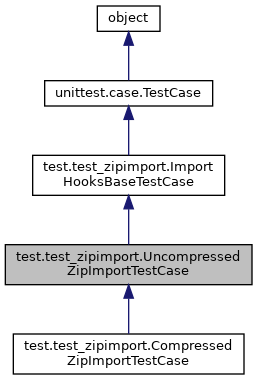 object
unittest.case.TestCase
test.test_zipimport.Import
HooksBaseTestCase
test.test_zipimport.Uncompressed
ZipImportTestCase
test.test_zipimport.Compressed
ZipImportTestCase